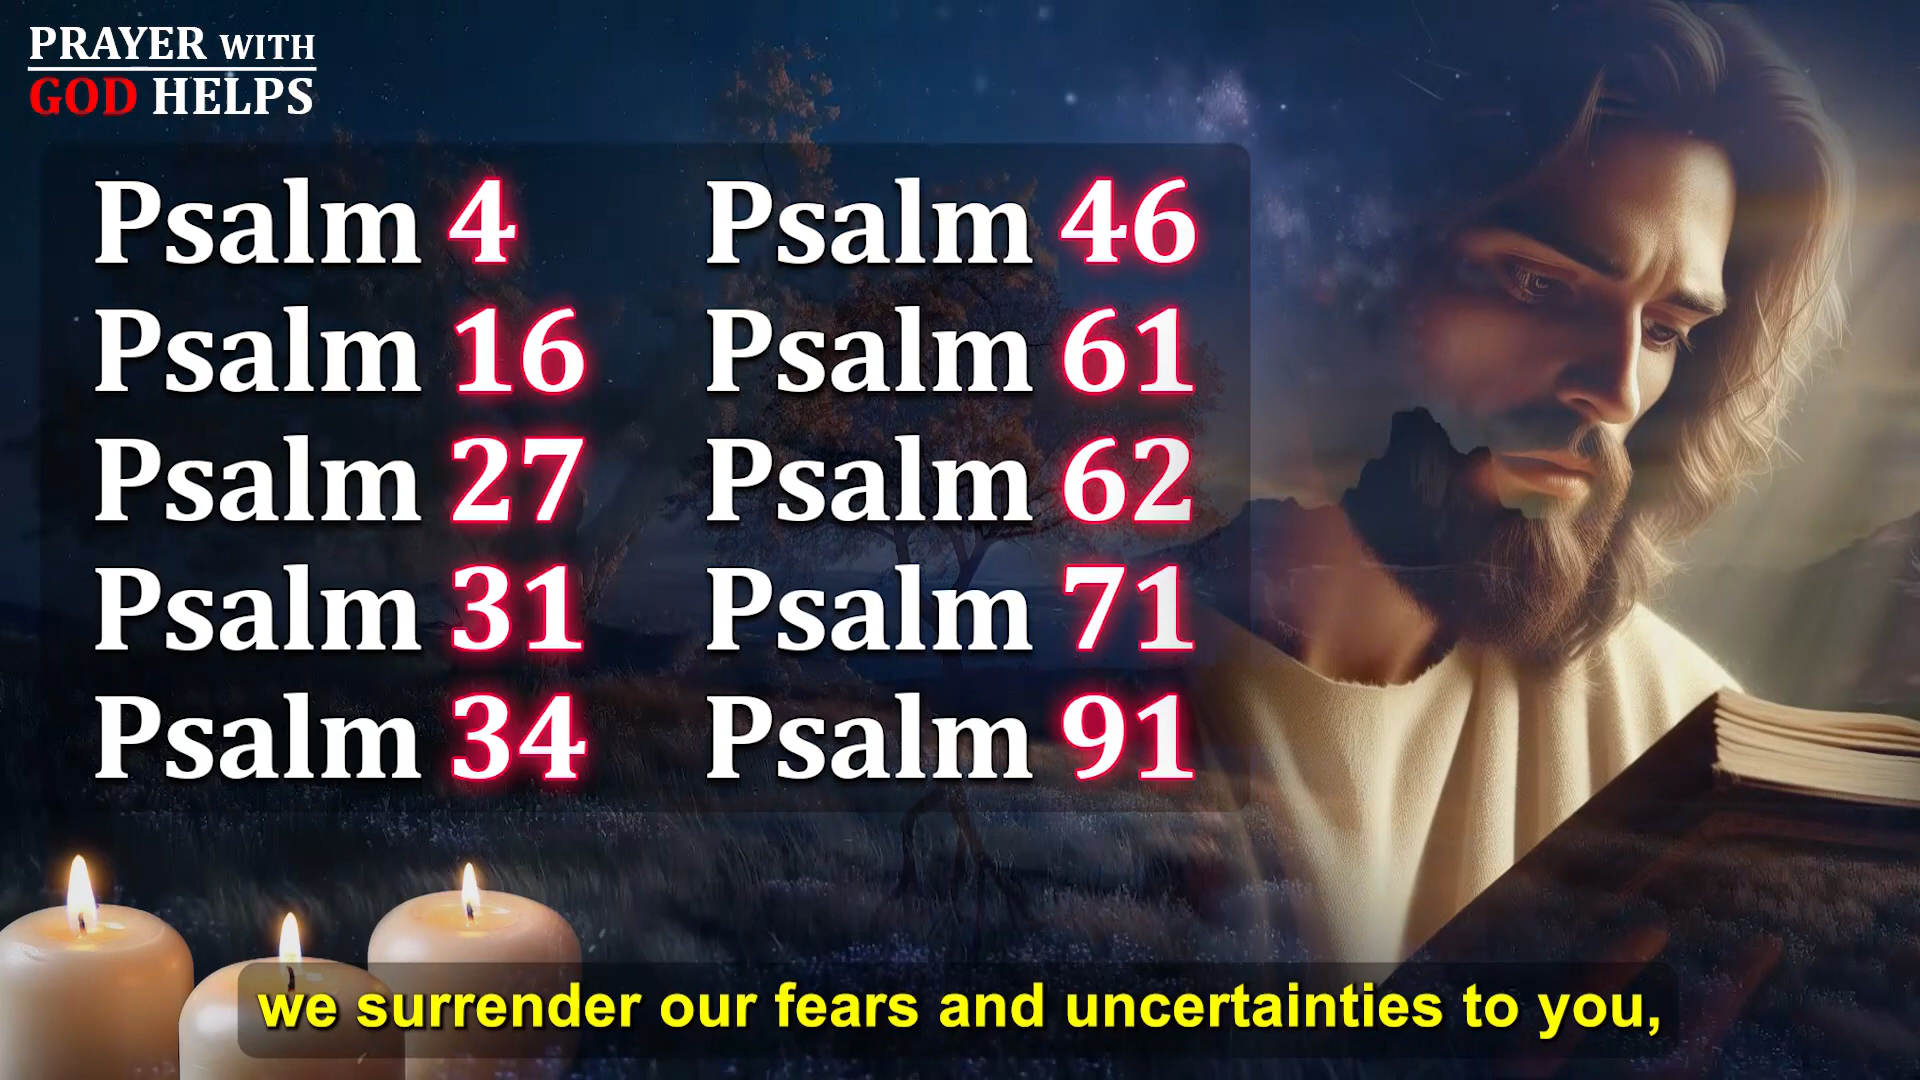 PRAYER WITH
GOD HELPS
Psalm 4
Psalm 16
Psalm 27
Psalm 31
Psalm 34
Psalm 46
Psalm 61
Psalm 62
Psalm 71
Psalm 91
we surrender our fears and uncertainties to you,